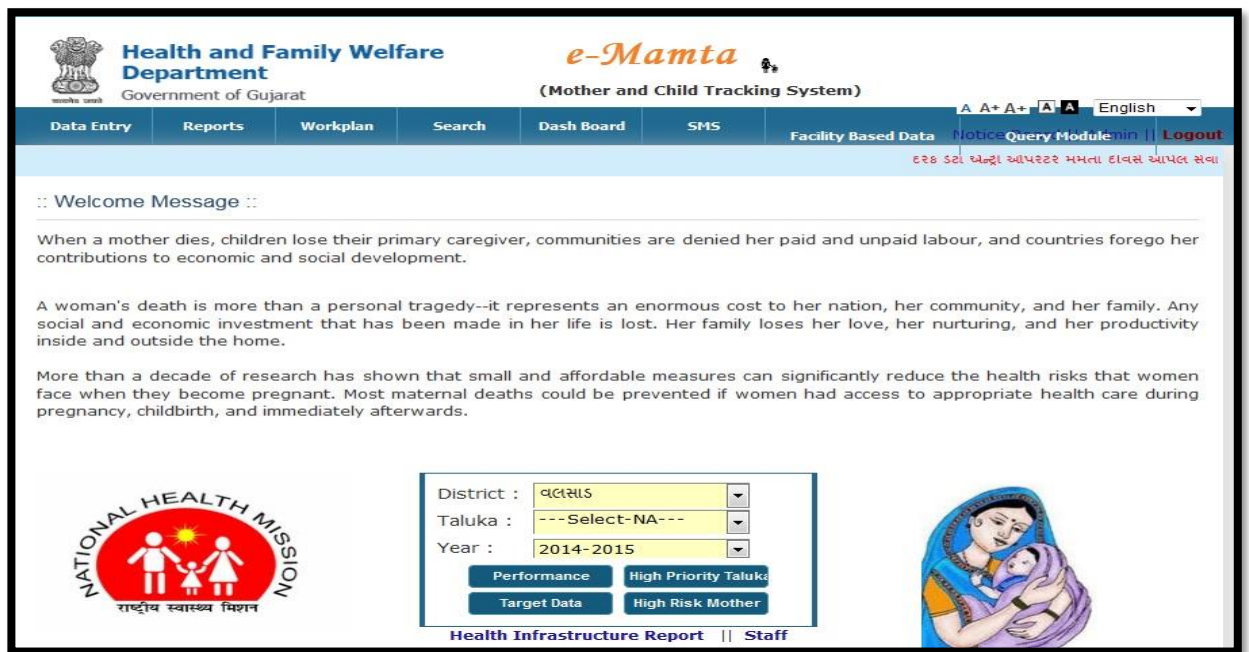 Health and Family Welfare
Department
Government of Gujarat
सत्यमेव जयते
e-Mamta
(Mother and Child Tracking System)
A A+ A+ A A English
Data Entry Reports Workplan Search Dash Board SMS Facility Based Data Query Module || Logout
:: Welcome Message ::
When a mother dies, children lose their primary caregiver, communities are denied her paid and unpaid labour, and countries forego her
contributions to economic and social development.
A woman's death is more than a personal tragedy--it represents an enormous cost to her nation, her community, and her family. Any
social and economic investment that has been made in her life is lost. Her family loses her love, her nurturing, and her productivity
inside and outside the home.
More than a decade of research has shown that small and affordable measures can significantly reduce the health risks that women
face when they become pregnant. Most maternal deaths could be prevented if women had access to appropriate health care during
pregnancy, childbirth, and immediately afterwards.
NATIONAL HEALTH MISSION
राष्ट्रीय स्वास्थ्य मिशन
District : વલસાડ
Taluka : ---Select-NA---
Year : 2014-2015
Performance High Priority Taluka
Target Data High Risk Mother
Health Infrastructure Report || Staff